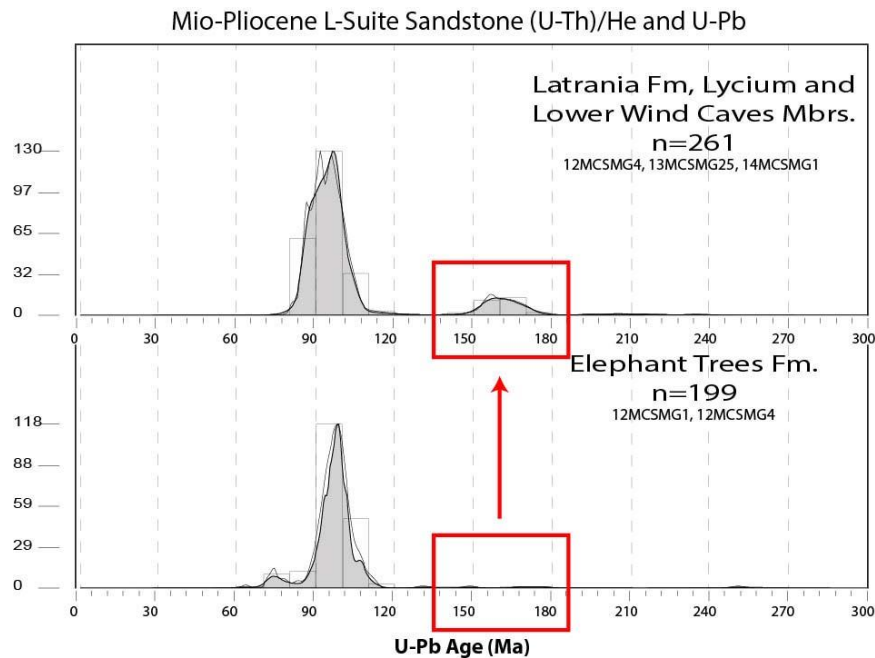 Mio-Pliocene L-Suite Sandstone (U-Th)/He and U-Pb
Latrania Fm, Lycium and
Lower Wind Caves Mbrs.
n=261
12MCSMG4, 13MCSMG25, 14MCSMG1
130
97
65
32
0
0 30 60 90 120 150 180 210 240 270 300
Elephant Trees Fm.
n=199
12MCSMG1, 12MCSMG4
118
88
59
29
0
0 30 60 90 120 150 180 210 240 270 300
U-Pb Age (Ma)